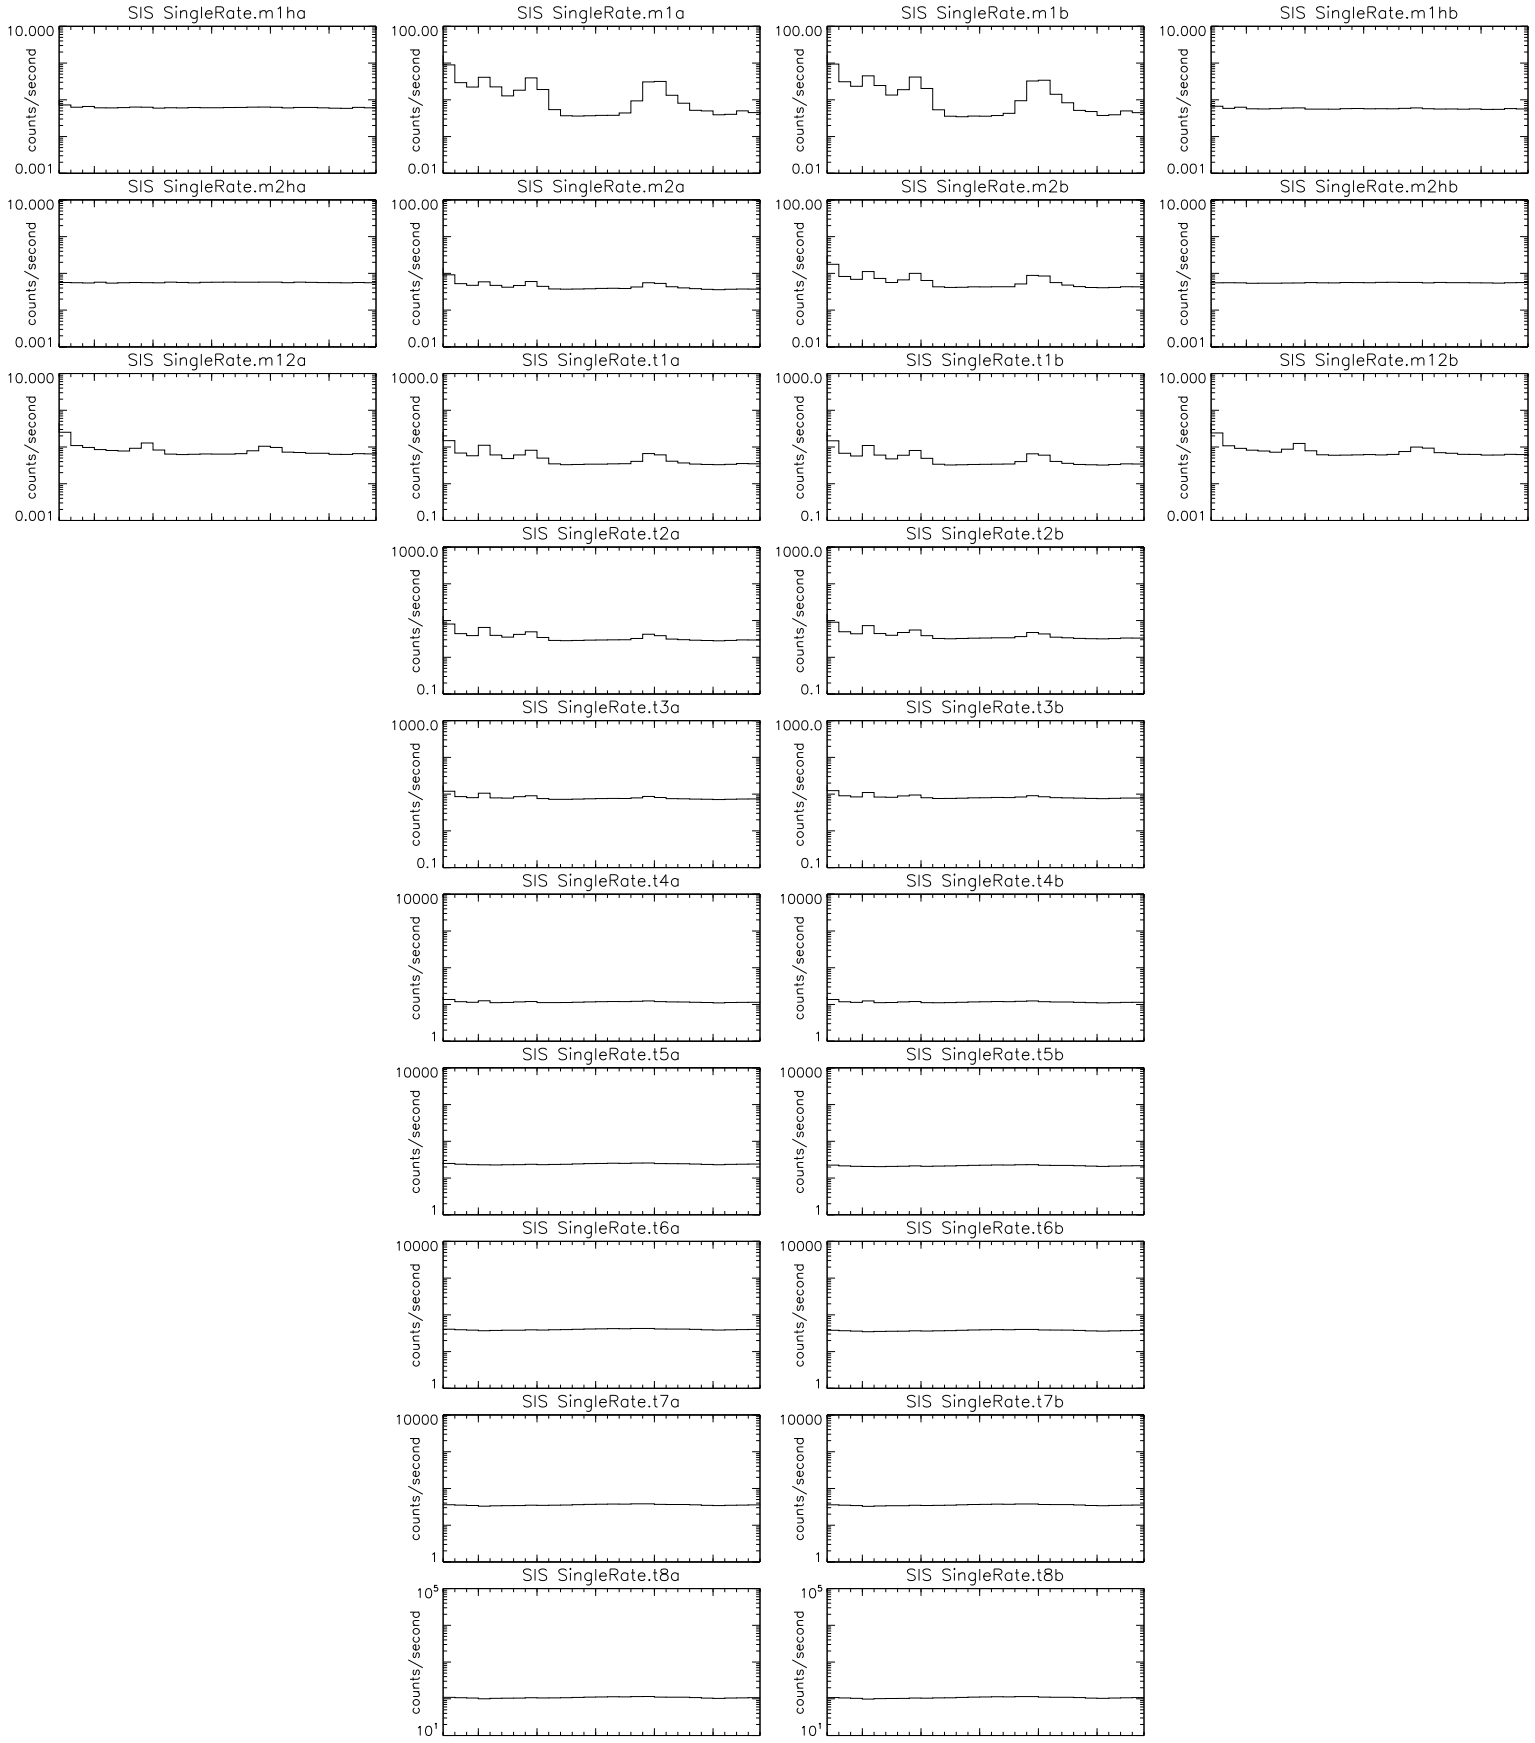 SIS SingleRate.m1ha
10.000
counts/second
0.001
SIS SingleRate.m1a
100.00
counts/second
0.01
SIS SingleRate.m1b
100.00
counts/second
0.01
SIS SingleRate.m1hb
10.000
counts/second
0.001
SIS SingleRate.m2ha
10.000
counts/second
0.001
SIS SingleRate.m2a
100.00
counts/second
0.01
SIS SingleRate.m2b
100.00
counts/second
0.01
SIS SingleRate.m2hb
10.000
counts/second
0.001
SIS SingleRate.m12a
10.000
counts/second
0.001
SIS SingleRate.t1a
1000.0
counts/second
0.1
SIS SingleRate.t1b
1000.0
counts/second
0.1
SIS SingleRate.m12b
10.000
counts/second
0.001
SIS SingleRate.t2a
1000.0
counts/second
0.1
SIS SingleRate.t2b
1000.0
counts/second
0.1
SIS SingleRate.t3a
1000.0
counts/second
0.1
SIS SingleRate.t3b
1000.0
counts/second
0.1
SIS SingleRate.t4a
10000
counts/second
1
SIS SingleRate.t4b
10000
counts/second
1
SIS SingleRate.t5a
10000
counts/second
1
SIS SingleRate.t5b
10000
counts/second
1
SIS SingleRate.t6a
10000
counts/second
1
SIS SingleRate.t6b
10000
counts/second
1
SIS SingleRate.t7a
10000
counts/second
1
SIS SingleRate.t7b
10000
counts/second
1
SIS SingleRate.t8a
10⁵
counts/second
10¹
SIS SingleRate.t8b
10⁵
counts/second
10¹